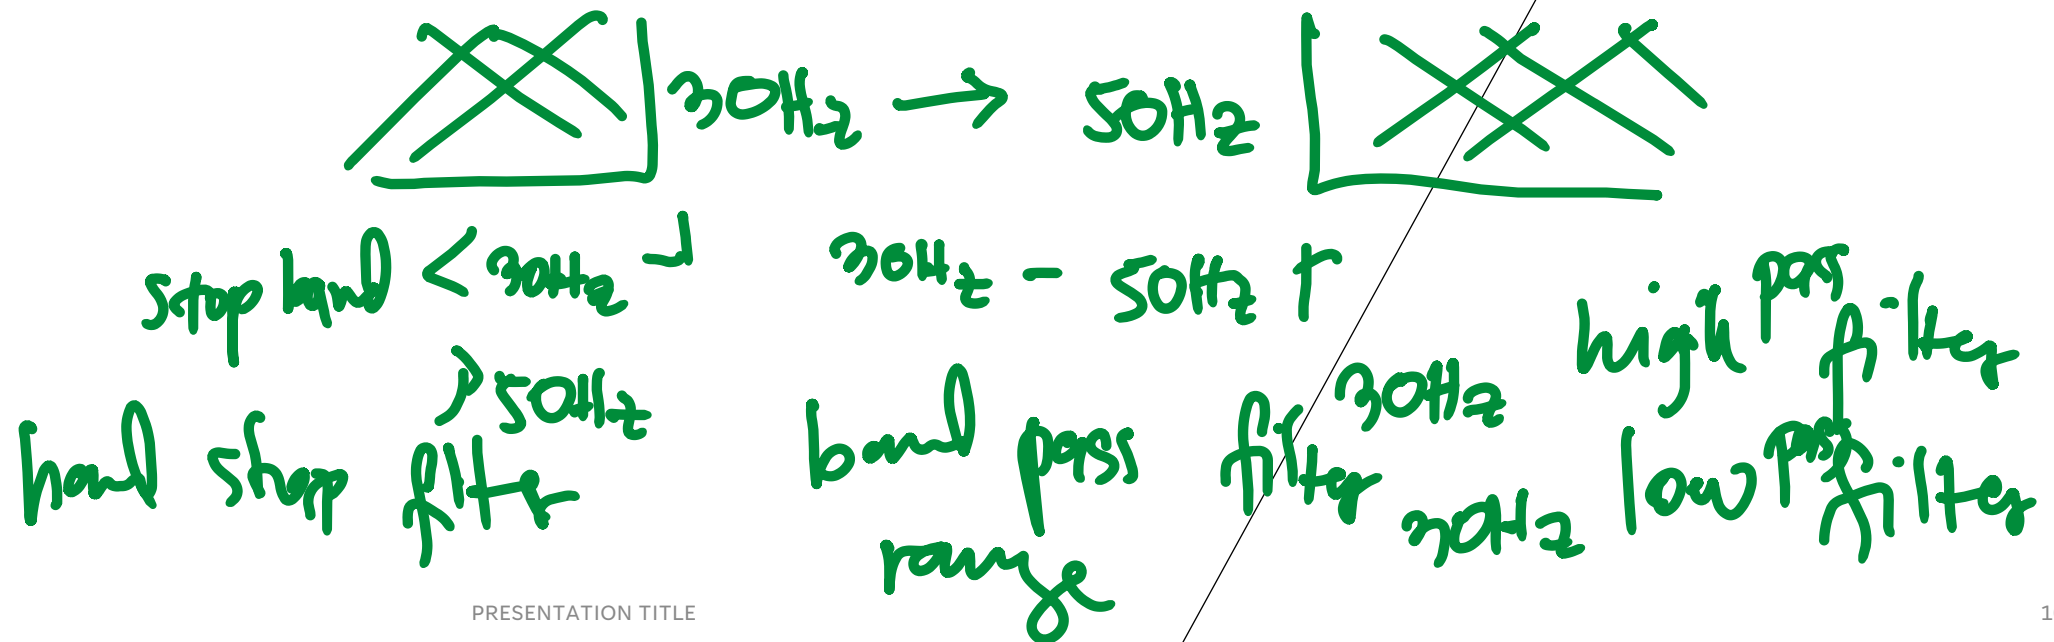 30Hz → 50Hz
stop band < 30Hz
30Hz - 50Hz
high pass filter
> 50Hz
band stop filter
band pass filter
30Hz
low pass filter
30Hz
range
PRESENTATION TITLE
1